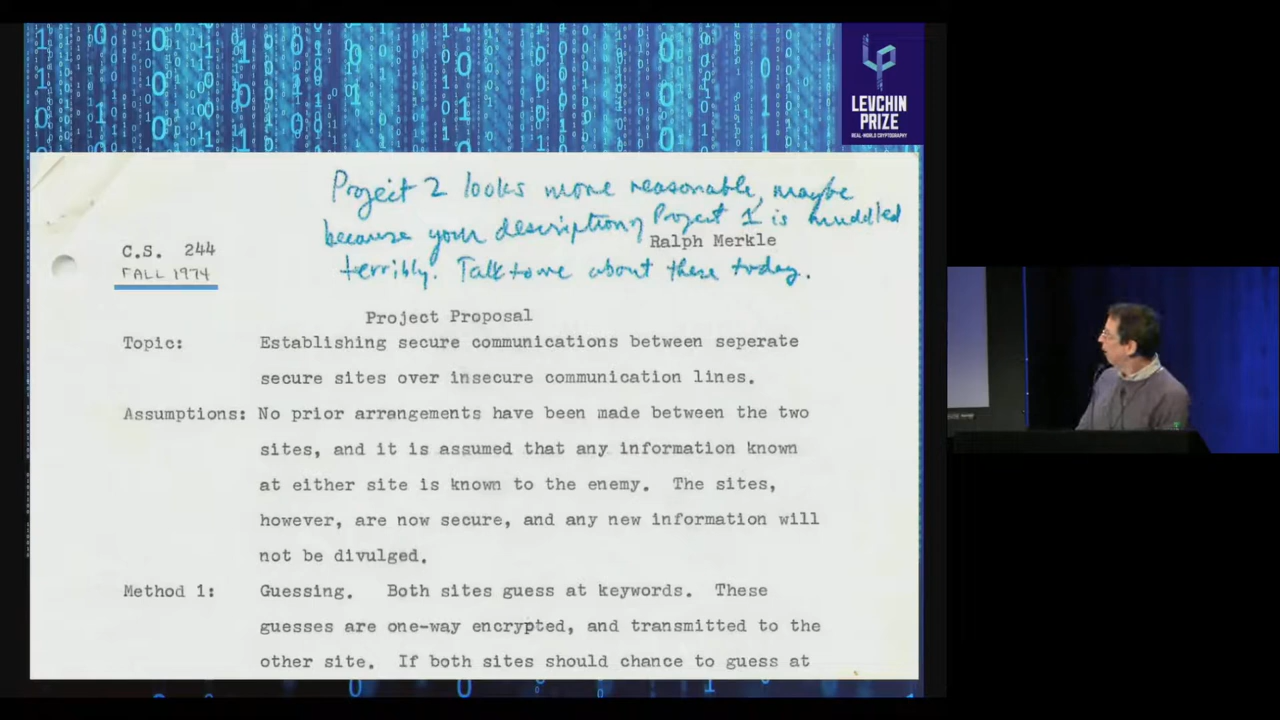 LEVCHIN
PRIZE
REAL-WORLD CRYPTOGRAPHY
Project 2 looks more reasonable, maybe
because your description of Project 1 is muddled
terribly. Talk to me about these today.
Ralph Merkle
C.S. 244
FALL 1974
Project Proposal
Topic: Establishing secure communications between seperate
secure sites over insecure communication lines.
Assumptions: No prior arrangements have been made between the two
sites, and it is assumed that any information known
at either site is known to the enemy. The sites,
however, are now secure, and any new information will
not be divulged.
Method 1: Guessing. Both sites guess at keywords. These
guesses are one-way encrypted, and transmitted to the
other site. If both sites should chance to guess at